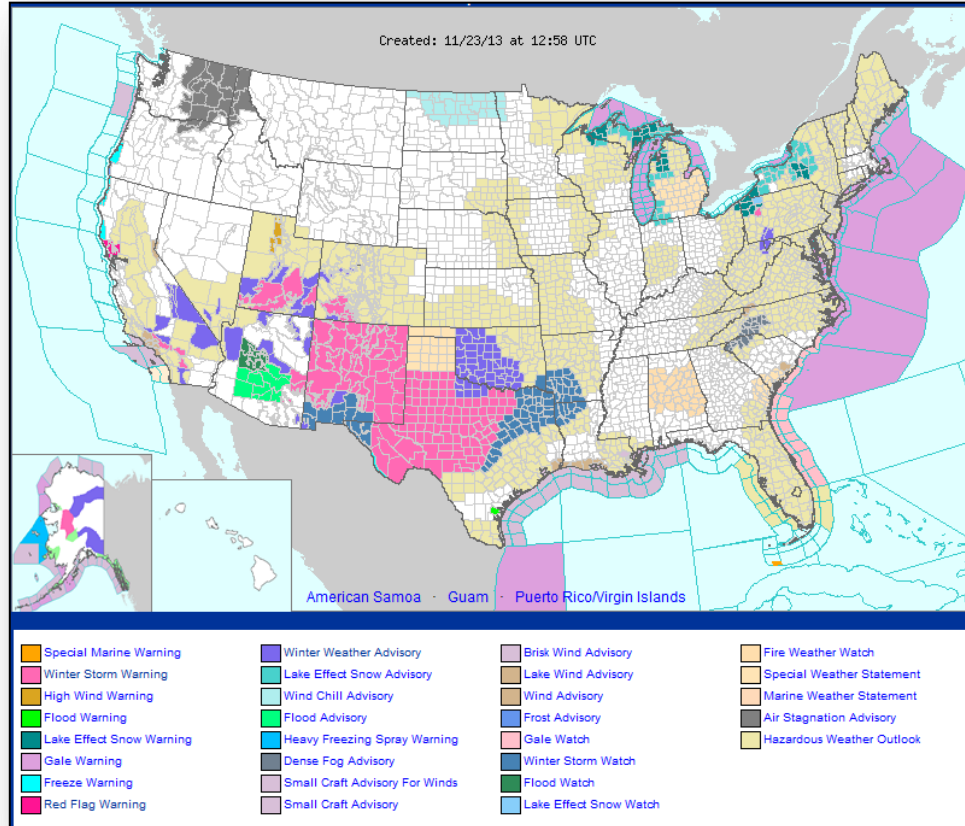 Created: 11/23/13 at 12:58 UTC
American Samoa · Guam · Puerto Rico/Virgin Islands
Special Marine Warning
Winter Storm Warning
High Wind Warning
Flood Warning
Lake Effect Snow Warning
Gale Warning
Freeze Warning
Red Flag Warning
Winter Weather Advisory
Lake Effect Snow Advisory
Wind Chill Advisory
Flood Advisory
Heavy Freezing Spray Warning
Dense Fog Advisory
Small Craft Advisory For Winds
Small Craft Advisory
Brisk Wind Advisory
Lake Wind Advisory
Wind Advisory
Frost Advisory
Gale Watch
Winter Storm Watch
Flood Watch
Lake Effect Snow Watch
Fire Weather Watch
Special Weather Statement
Marine Weather Statement
Air Stagnation Advisory
Hazardous Weather Outlook